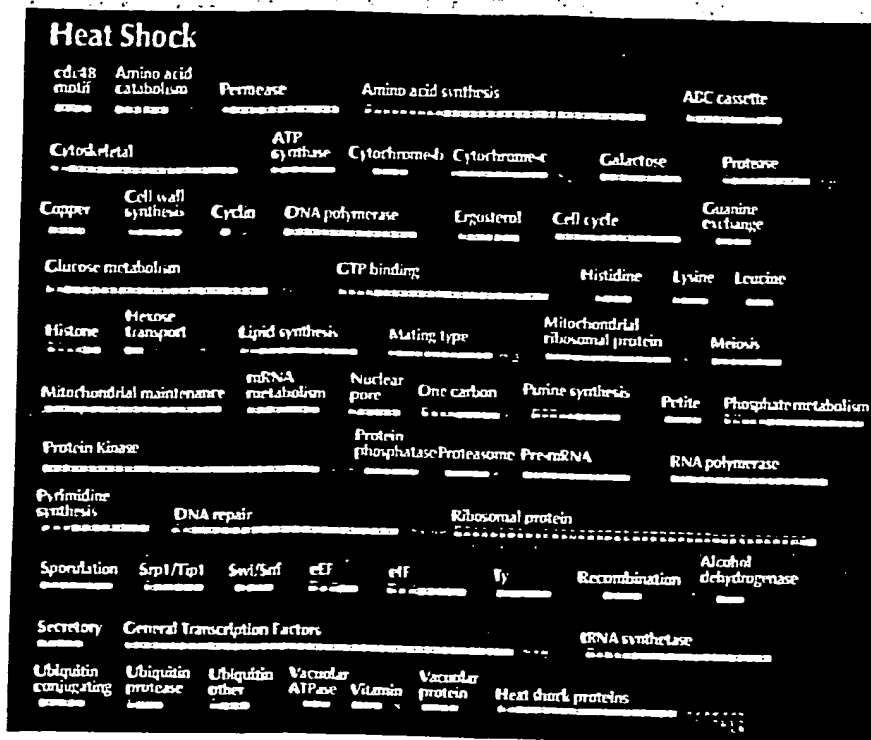 Heat Shock
cdc48 motif
Amino acid catabolism
Permease
Amino acid synthesis
ABC cassette
Cytoskeletal
ATP synthase
Cytochrome-b
Cytochrome-c
Galactose
Protease
Copper
Cell wall synthesis
Cyclin
DNA polymerase
Ergosterol
Cell cycle
Guanine exchange
Glucose metabolism
GTP binding
Histidine
Lysine
Leucine
Histone
Hexose transport
Lipid synthesis
Mating type
Mitochondrial ribosomal protein
Meiosis
Mitochondrial maintenance
mRNA metabolism
Nuclear pore
One carbon
Purine synthesis
Petite
Phosphate metabolism
Protein Kinase
Protein phosphatase
Proteasome
Pre-mRNA
RNA polymerase
Pyrimidine synthesis
DNA repair
Ribosomal protein
Sporulation
Srp1/Tip1
Swi/Snf
eEF
eIF
Ty
Recombination
Alcohol dehydrogenase
Secretory
General Transcription Factors
tRNA synthetase
Ubiquitin conjugating
Ubiquitin protease
Ubiquitin other
Vacuolar ATPase
Vitamin
Vacuolar protein
Heat shock proteins